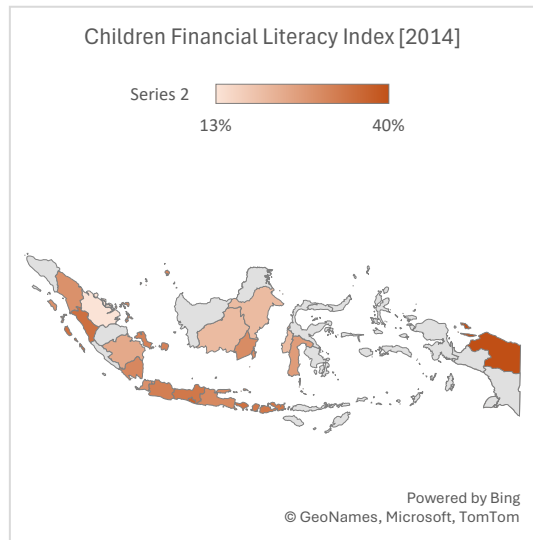 Children Financial Literacy Index [2014]
Series 2
13% 40%
Powered by Bing
© GeoNames, Microsoft, TomTom